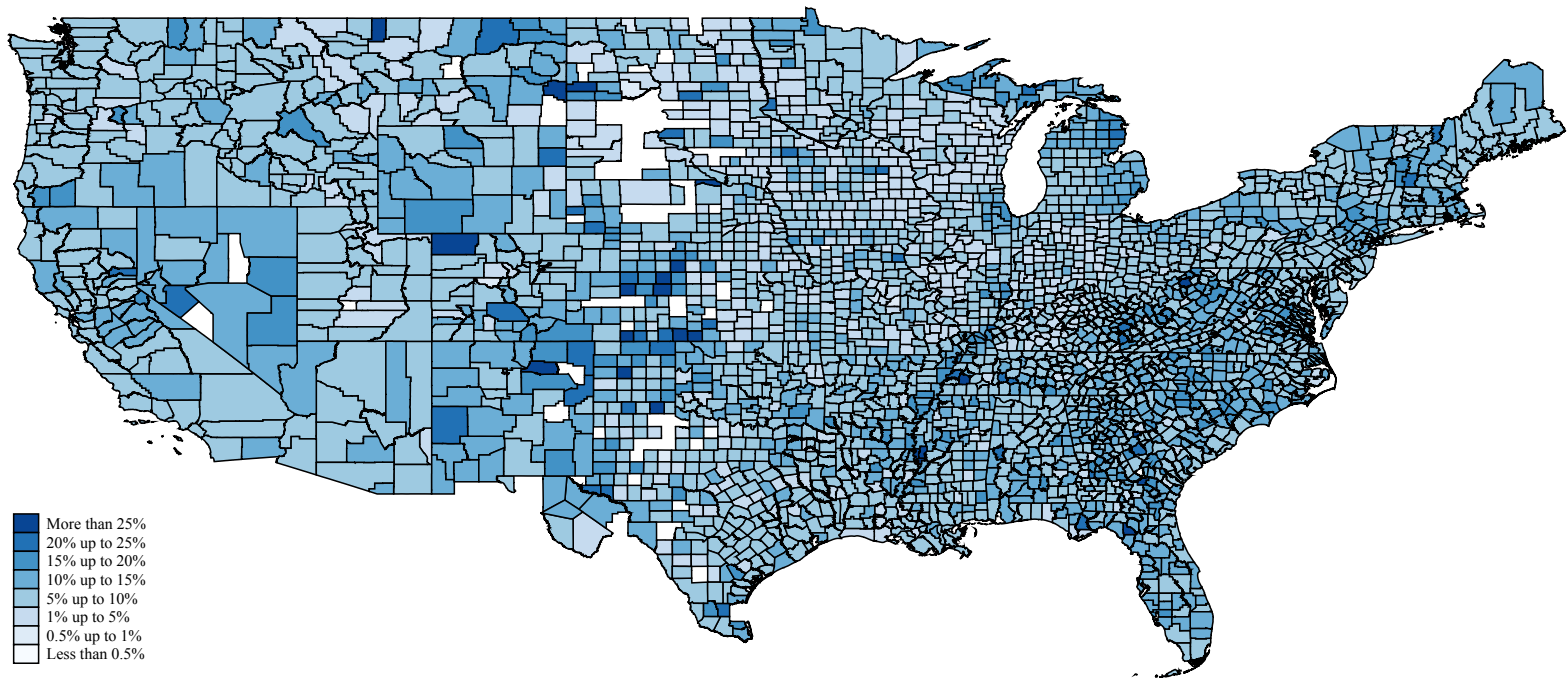 More than 25%
20% up to 25%
15% up to 20%
10% up to 15%
5% up to 10%
1% up to 5%
0.5% up to 1%
Less than 0.5%